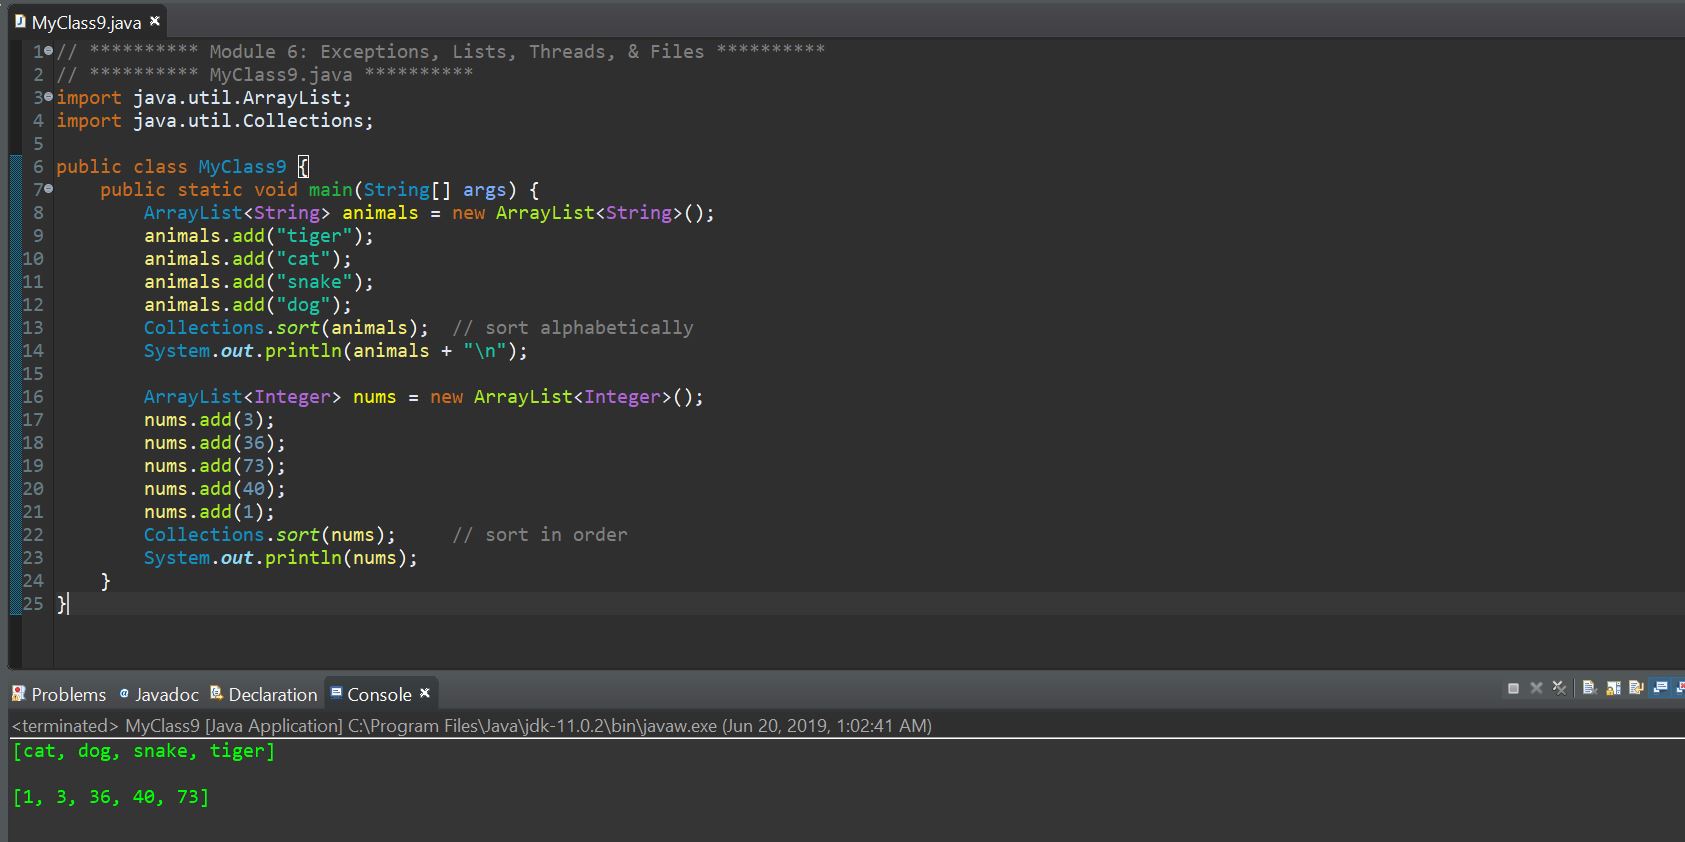 MyClass9.java
1 // ********** Module 6: Exceptions, Lists, Threads, & Files **********
2 // ********** MyClass9.java **********
3 import java.util.ArrayList;
4 import java.util.Collections;
5
6 public class MyClass9 {
7     public static void main(String[] args) {
8         ArrayList<String> animals = new ArrayList<String>();
9         animals.add("tiger");
10         animals.add("cat");
11         animals.add("snake");
12         animals.add("dog");
13         Collections.sort(animals);  // sort alphabetically
14         System.out.println(animals + "\n");
15
16         ArrayList<Integer> nums = new ArrayList<Integer>();
17         nums.add(3);
18         nums.add(36);
19         nums.add(73);
20         nums.add(40);
21         nums.add(1);
22         Collections.sort(nums);     // sort in order
23         System.out.println(nums);
24     }
25 }
Problems @ Javadoc Declaration Console
<terminated> MyClass9 [Java Application] C:\Program Files\Java\jdk-11.0.2\bin\javaw.exe (Jun 20, 2019, 1:02:41 AM)
[cat, dog, snake, tiger]
[1, 3, 36, 40, 73]